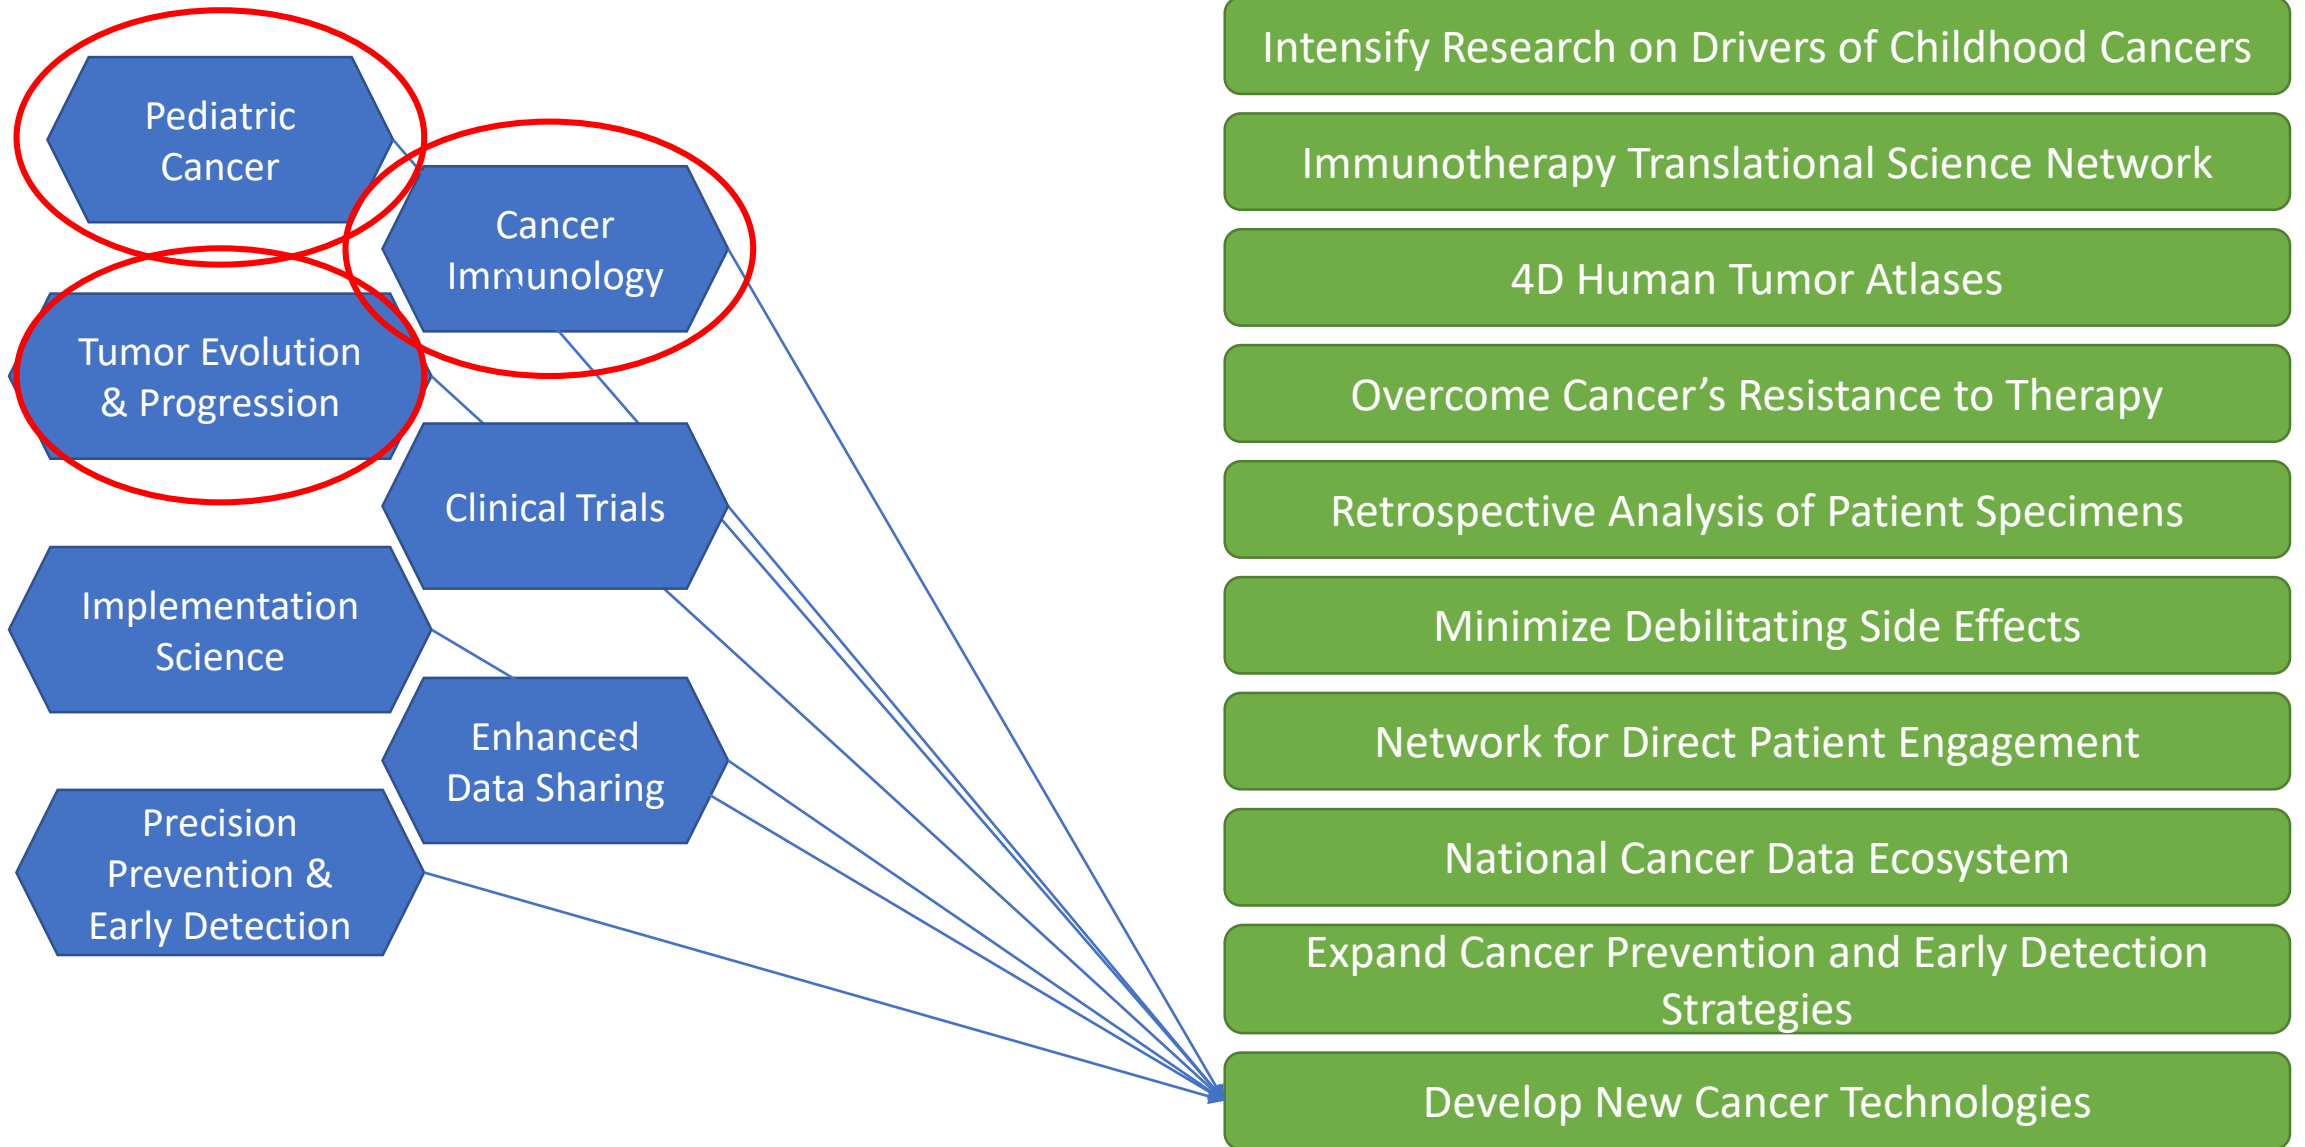 Pediatric
Cancer
Cancer
Immunology
Tumor Evolution
& Progression
Clinical Trials
Implementation
Science
Enhanced
Data Sharing
Precision
Prevention &
Early Detection
Intensify Research on Drivers of Childhood Cancers
Immunotherapy Translational Science Network
4D Human Tumor Atlases
Overcome Cancer’s Resistance to Therapy
Retrospective Analysis of Patient Specimens
Minimize Debilitating Side Effects
Network for Direct Patient Engagement
National Cancer Data Ecosystem
Expand Cancer Prevention and Early Detection
Strategies
Develop New Cancer Technologies